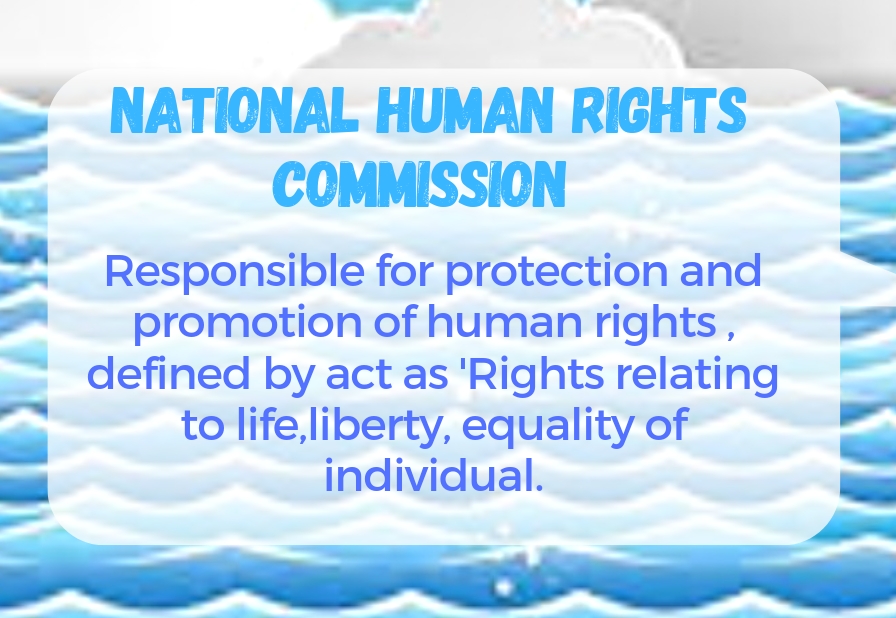 NATIONAL HUMAN RIGHTS
COMMISSION
Responsible for protection and
promotion of human rights ,
defined by act as 'Rights relating
to life,liberty, equality of
individual.